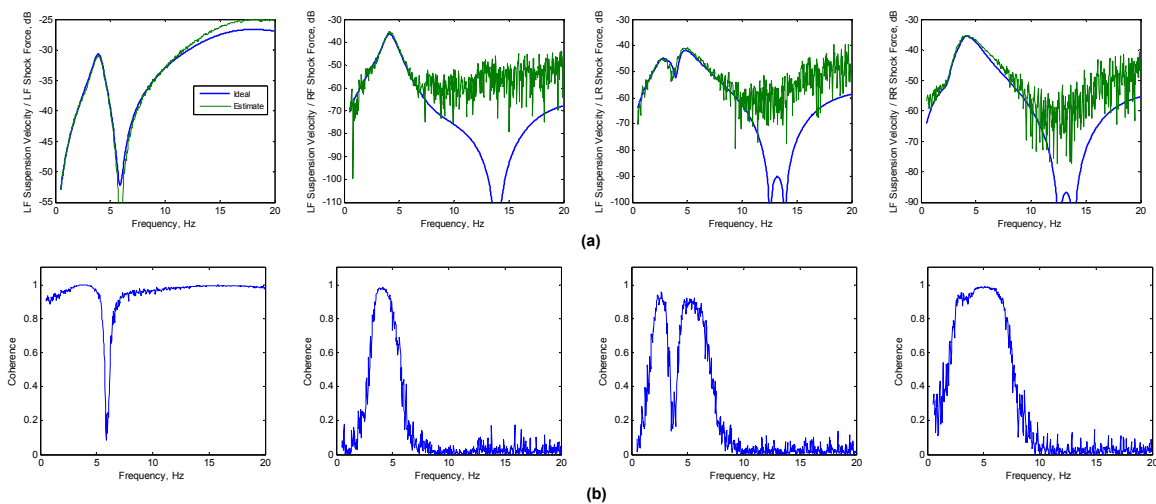 LF Suspension Velocity / LF Shock Force, dB
-25
-30
-35
-40
-45
-50
-55
0 5 10 15 20
Frequency, Hz
Ideal
Estimate
LF Suspension Velocity / RF Shock Force, dB
-30
-40
-50
-60
-70
-80
-90
-100
-110
0 5 10 15 20
Frequency, Hz
LF Suspension Velocity / LR Shock Force, dB
-30
-40
-50
-60
-70
-80
-90
-100
0 5 10 15 20
Frequency, Hz
LF Suspension Velocity / RR Shock Force, dB
-30
-40
-50
-60
-70
-80
-90
0 5 10 15 20
Frequency, Hz
(a)
Coherence
1
0.8
0.6
0.4
0.2
0
0 5 10 15 20
Frequency, Hz
Coherence
1
0.8
0.6
0.4
0.2
0
0 5 10 15 20
Frequency, Hz
Coherence
1
0.8
0.6
0.4
0.2
0
0 5 10 15 20
Frequency, Hz
Coherence
1
0.8
0.6
0.4
0.2
0
0 5 10 15 20
Frequency, Hz
(b)